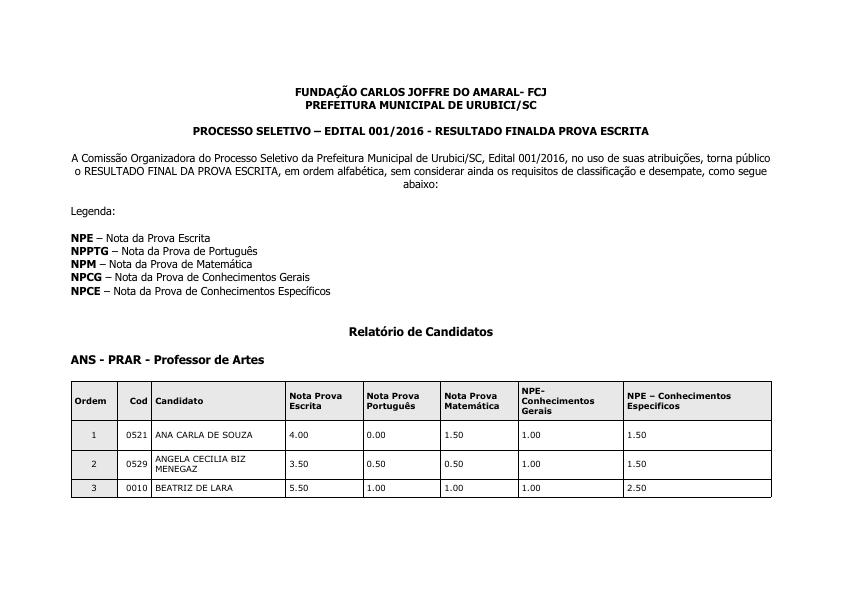 FUNDAÇÃO CARLOS JOFFRE DO AMARAL- FCJ
PREFEITURA MUNICIPAL DE URUBICI/SC
PROCESSO SELETIVO – EDITAL 001/2016 - RESULTADO FINALDA PROVA ESCRITA
A Comissão Organizadora do Processo Seletivo da Prefeitura Municipal de Urubici/SC, Edital 001/2016, no uso de suas atribuições, torna público
o RESULTADO FINAL DA PROVA ESCRITA, em ordem alfabética, sem considerar ainda os requisitos de classificação e desempate, como segue
abaixo:
Legenda:
NPE – Nota da Prova Escrita
NPPTG – Nota da Prova de Português
NPM – Nota da Prova de Matemática
NPCG – Nota da Prova de Conhecimentos Gerais
NPCE – Nota da Prova de Conhecimentos Específicos
Relatório de Candidatos
ANS - PRAR - Professor de Artes
Ordem Cod Candidato Nota Prova Escrita Nota Prova Português Nota Prova Matemática NPE- Conhecimentos Gerais NPE – Conhecimentos Especificos
1 0521 ANA CARLA DE SOUZA 4.00 0.00 1.50 1.00 1.50
2 0529 ANGELA CECILIA BIZ MENEGAZ 3.50 0.50 0.50 1.00 1.50
3 0010 BEATRIZ DE LARA 5.50 1.00 1.00 1.00 2.50